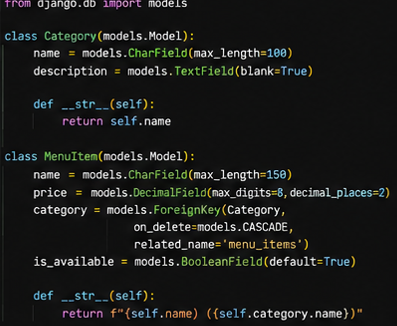 from django.db import models
class Category(models.Model):
    name = models.CharField(max_length=100)
    description = models.TextField(blank=True)
    def __str__(self):
        return self.name
class MenuItem(models.Model):
    name = models.CharField(max_length=150)
    price = models.DecimalField(max_digits=8,decimal_places=2)
    category = models.ForeignKey(Category,
                on_delete=models.CASCADE,
                related_name='menu_items')
    is_available = models.BooleanField(default=True)
    def __str__(self):
        return f"{self.name) ({self.category.name})"